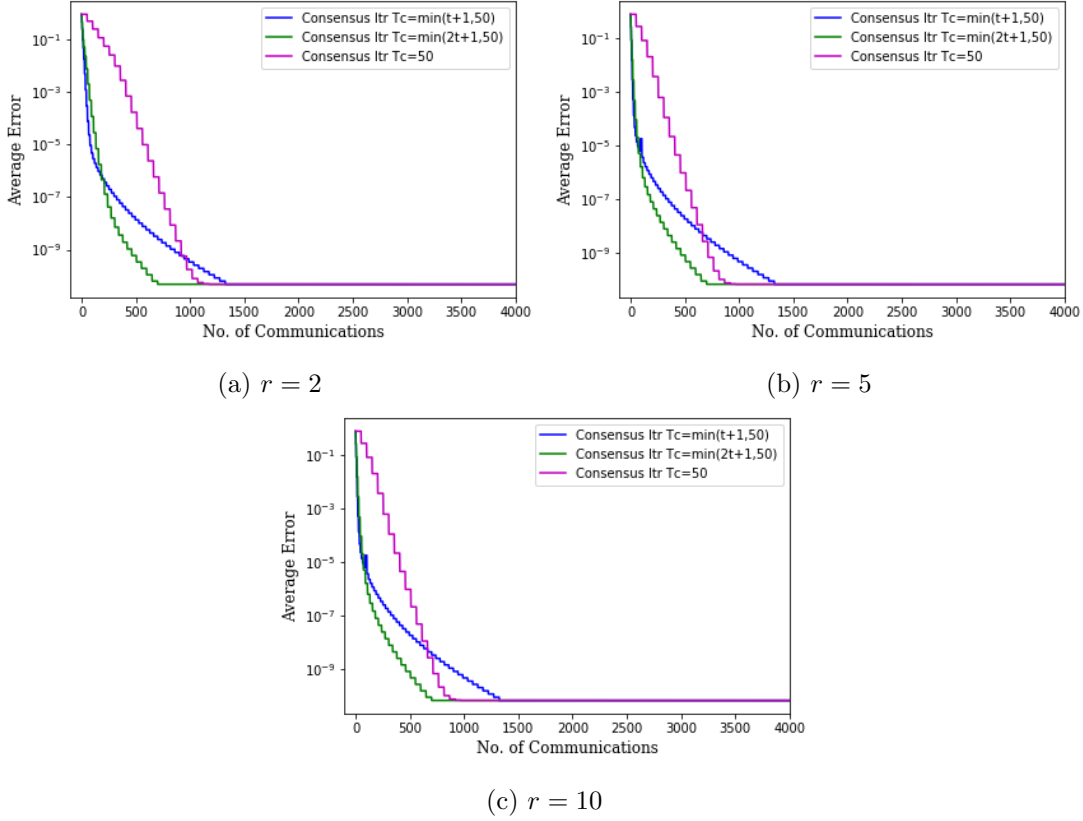 Consensus Itr Tc=min(t+1,50)
Consensus Itr Tc=min(2t+1,50)
Consensus Itr Tc=50
Average Error
10⁻¹
10⁻³
10⁻⁵
10⁻⁷
10⁻⁹
0 500 1000 1500 2000 2500 3000 3500 4000
No. of Communications
(a) r = 2
Consensus Itr Tc=min(t+1,50)
Consensus Itr Tc=min(2t+1,50)
Consensus Itr Tc=50
Average Error
10⁻¹
10⁻³
10⁻⁵
10⁻⁷
10⁻⁹
0 500 1000 1500 2000 2500 3000 3500 4000
No. of Communications
(b) r = 5
Consensus Itr Tc=min(t+1,50)
Consensus Itr Tc=min(2t+1,50)
Consensus Itr Tc=50
Average Error
10⁻¹
10⁻³
10⁻⁵
10⁻⁷
10⁻⁹
0 500 1000 1500 2000 2500 3000 3500 4000
No. of Communications
(c) r = 10